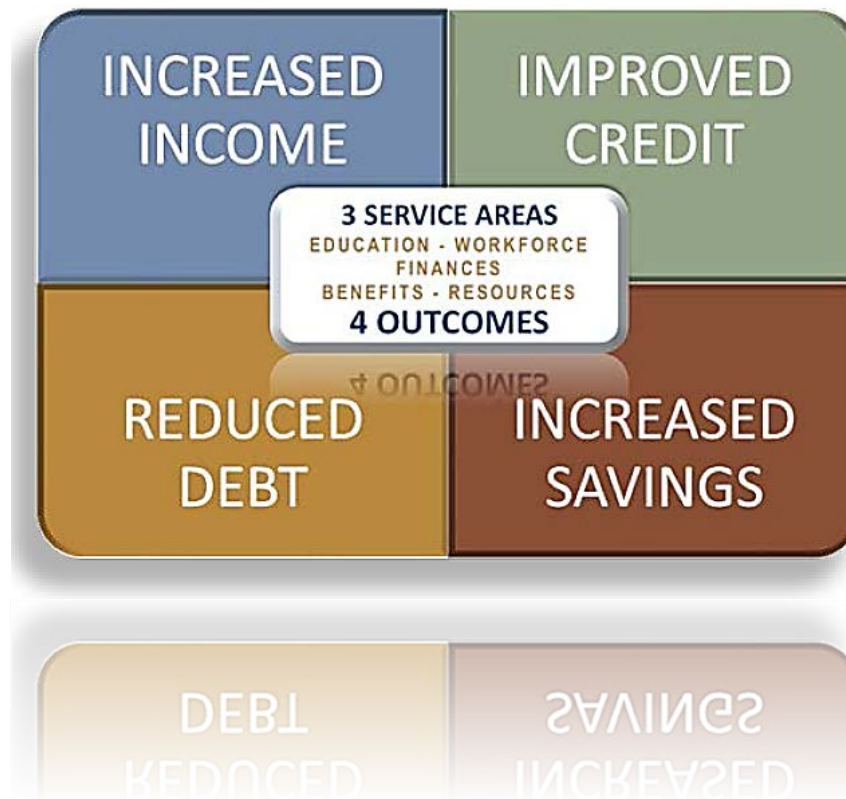 INCREASED
INCOME
IMPROVED
CREDIT
3 SERVICE AREAS
EDUCATION - WORKFORCE
FINANCES
BENEFITS - RESOURCES
4 OUTCOMES
REDUCED
DEBT
INCREASED
SAVINGS